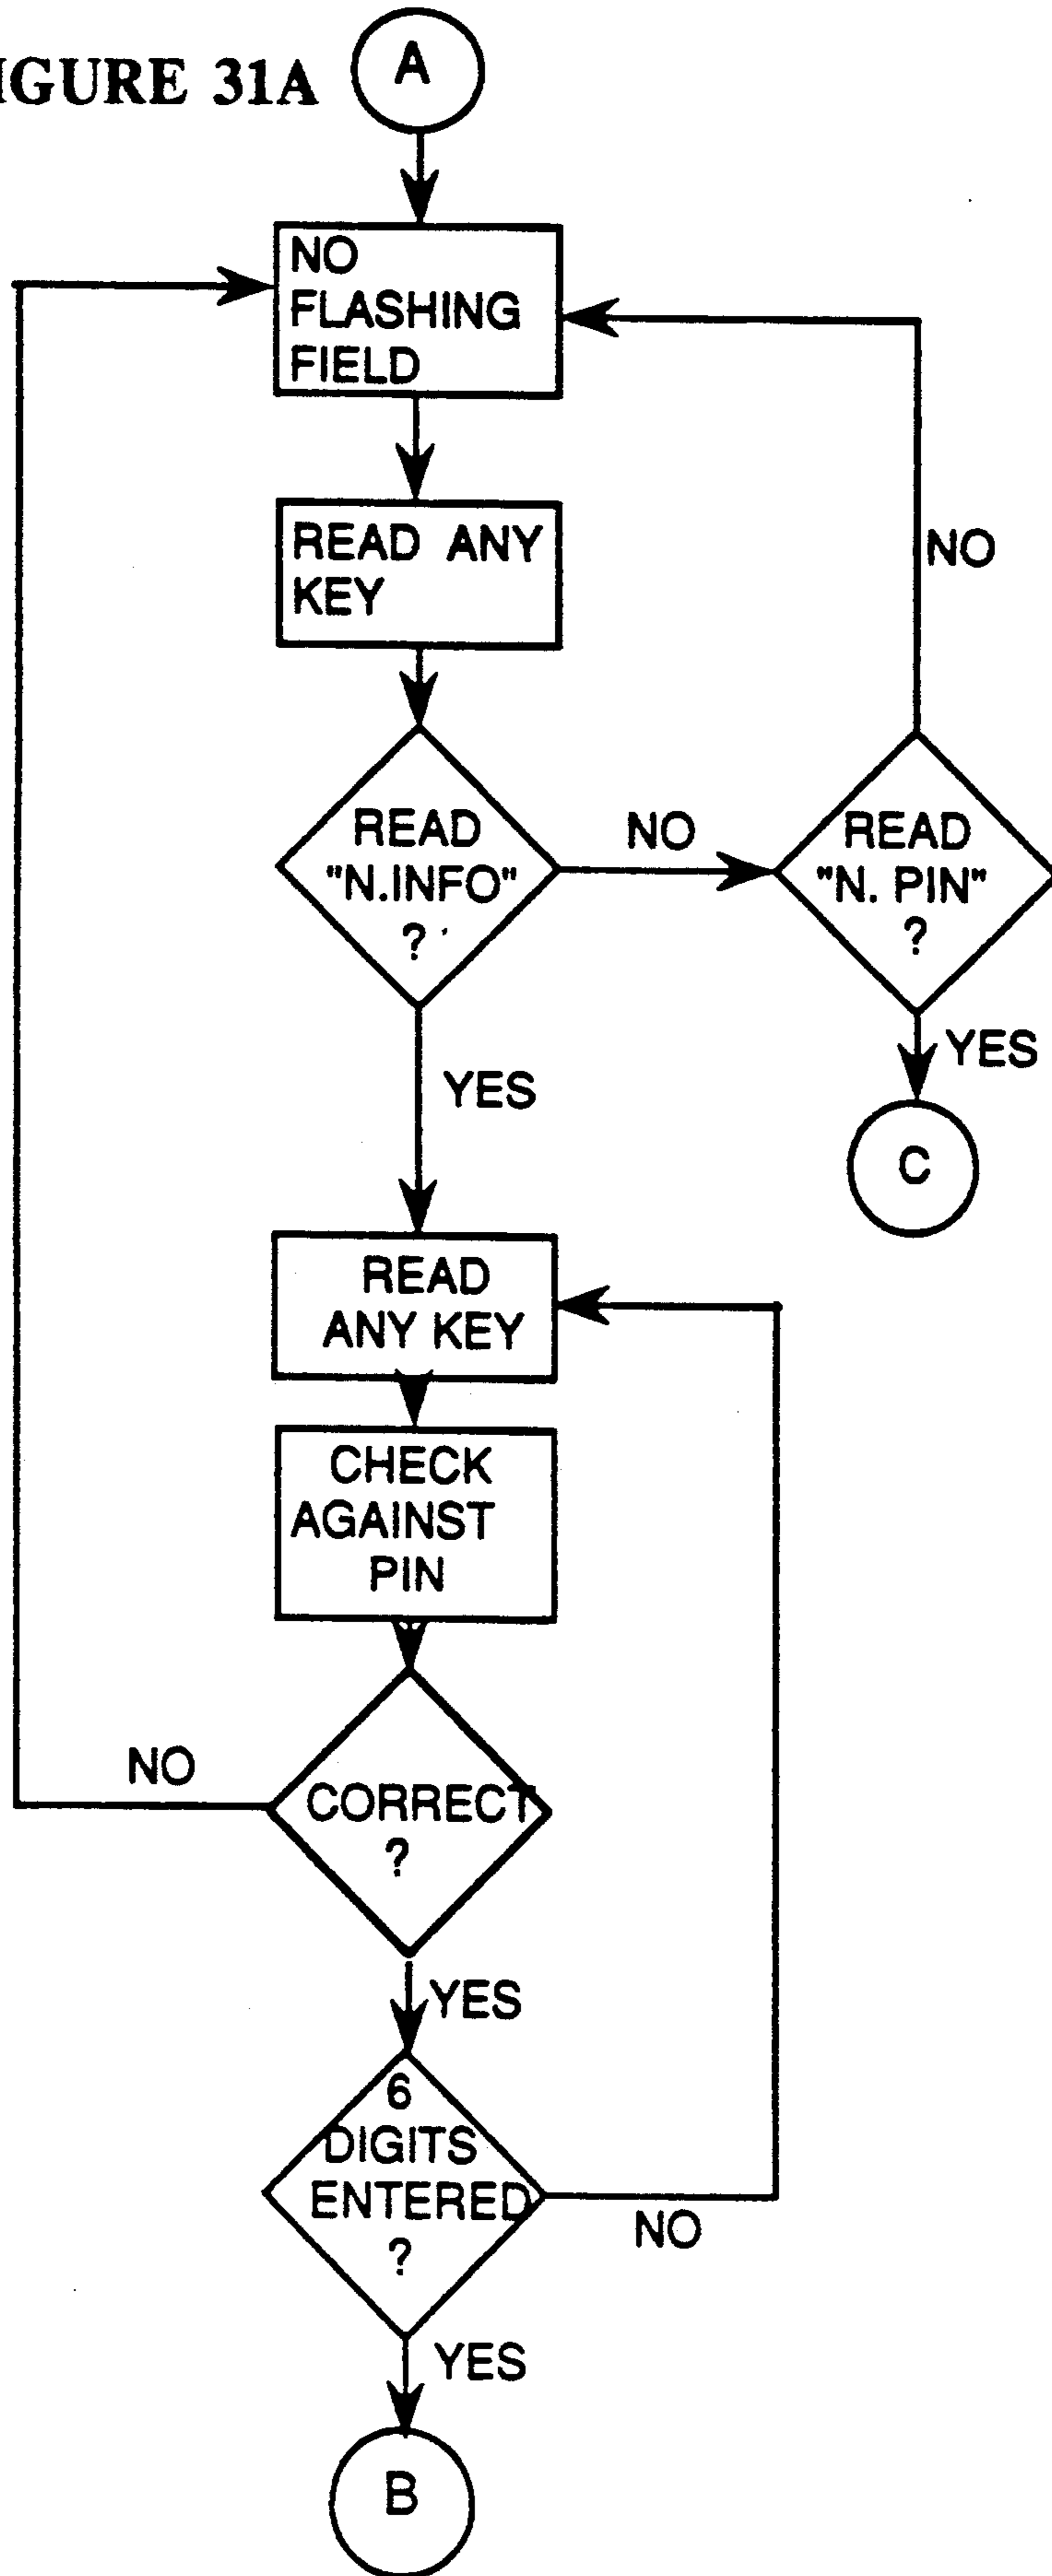 IGURE 31A
A
NO
FLASHING
FIELD
READ ANY
KEY
NO
READ
"N.INFO"
?
NO
READ
"N. PIN"
?
YES
YES
C
READ
ANY KEY
CHECK
AGAINST
PIN
NO
CORRECT
?
YES
6
DIGITS
ENTERED
?
NO
YES
B